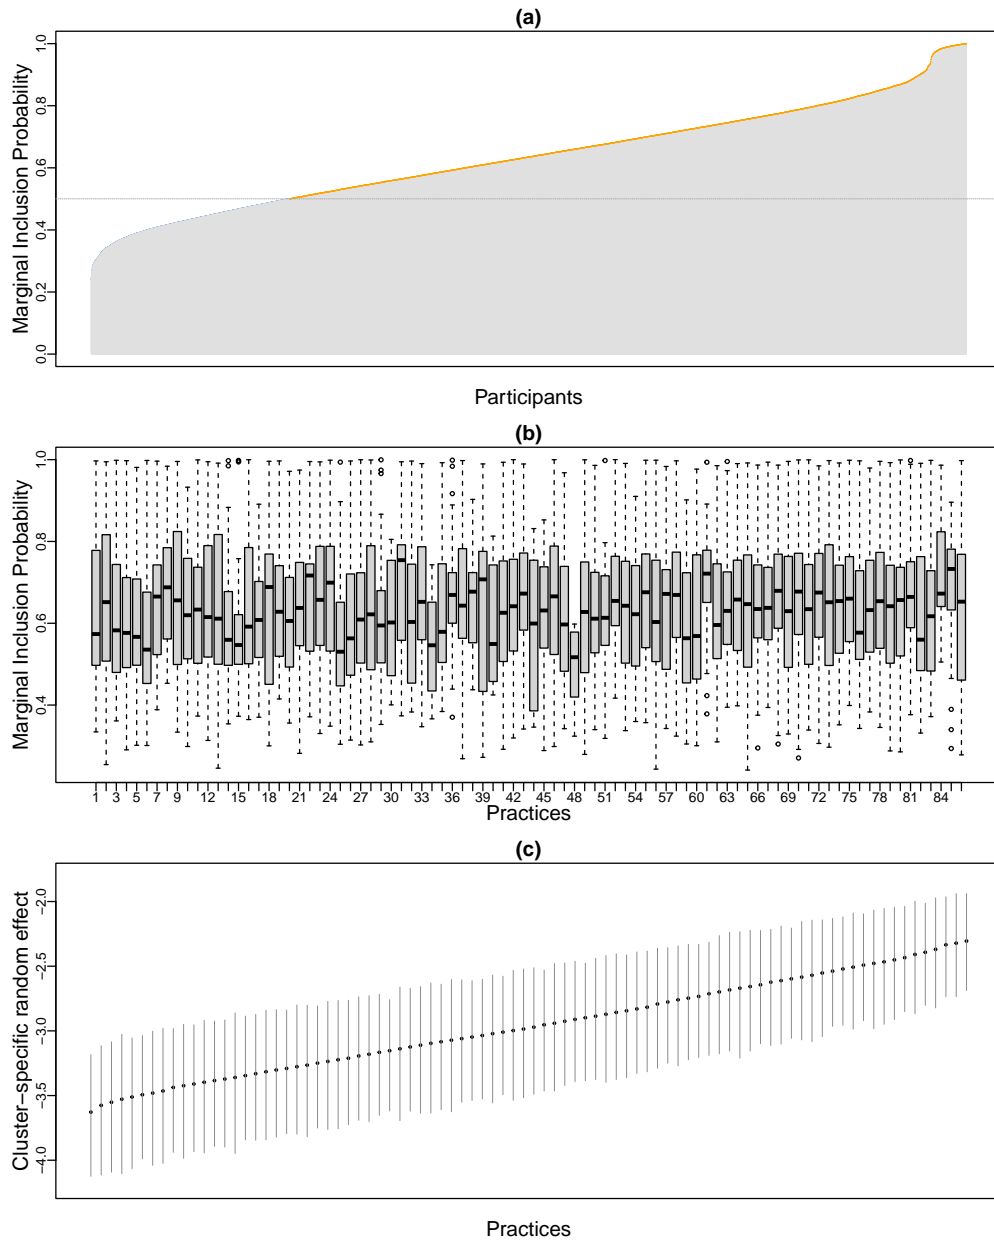 (a)
Marginal Inclusion Probability
0.0 0.2 0.4 0.6 0.8 1.0
Participants
(b)
Marginal Inclusion Probability
0.4 0.6 0.8 1.0
1 3 5 7 9 12 15 18 21 24 27 30 33 36 39 42 45 48 51 54 57 60 63 66 69 72 75 78 81 84
Practices
(c)
Cluster−specific random effect
−4.0 −3.5 −3.0 −2.5 −2.0
Practices